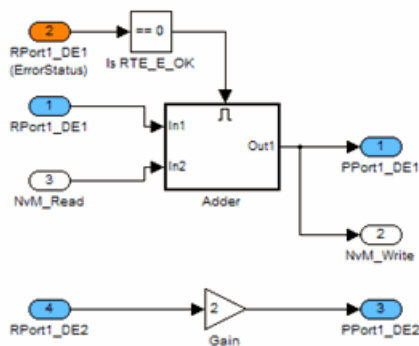 2
RPort1_DE1
(ErrorStatus)
== 0
Is RTE_E_OK
1
RPort1_DE1
3
NvM_Read
In1
In2
Out1
Adder
1
PPort1_DE1
2
NvM_Write
4
RPort1_DE2
2
Gain
3
PPort1_DE2